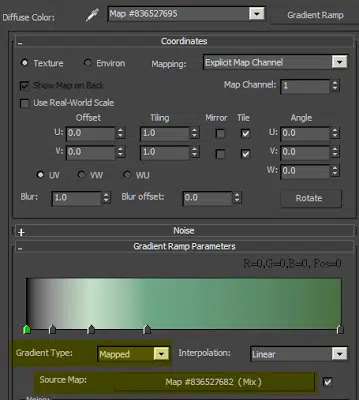 Diffuse Color: Map #836527695 Gradient Ramp
- Coordinates
Texture Environ Mapping: Explicit Map Channel
Show Map on Back Map Channel: 1
Use Real-World Scale
Offset Tiling Mirror Tile Angle
U: 0.0 1.0 U: 0.0
V: 0.0 1.0 V: 0.0
W: 0.0
UV VW WU
Blur: 1.0 Blur offset: 0.0 Rotate
+ Noise
- Gradient Ramp Parameters
R=0,G=0,B=0, Pos=0
Gradient Type: Mapped Interpolation: Linear
Source Map: Map #836527682 (Mix)
Noise: